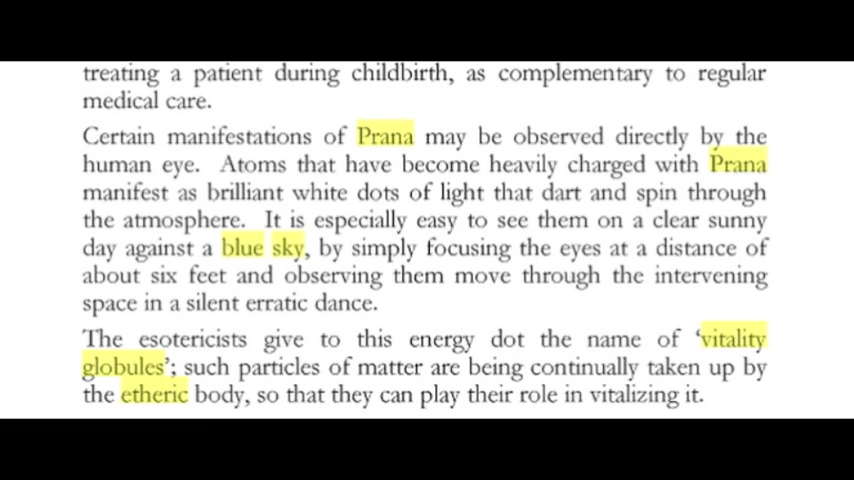 treating a patient during childbirth, as complementary to regular
medical care.
Certain manifestations of Prana may be observed directly by the
human eye. Atoms that have become heavily charged with Prana
manifest as brilliant white dots of light that dart and spin through
the atmosphere. It is especially easy to see them on a clear sunny
day against a blue sky, by simply focusing the eyes at a distance of
about six feet and observing them move through the intervening
space in a silent erratic dance.
The esotericists give to this energy dot the name of ‘vitality
globules’; such particles of matter are being continually taken up by
the etheric body, so that they can play their role in vitalizing it.